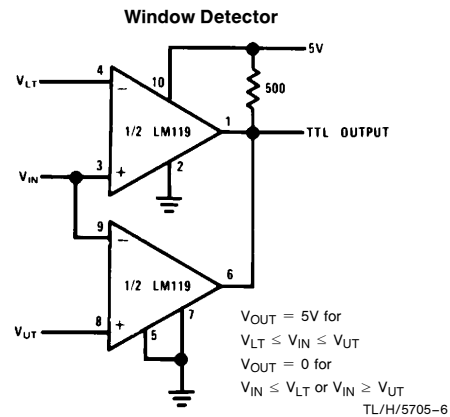 Window Detector
5V
V_LT
4
10
500
−
1
TTL OUTPUT
1/2 LM119
V_IN
3
+
2
9
−
6
1/2 LM119
V_UT
8
+
5
7
V_OUT = 5V for
V_LT ≤ V_IN ≤ V_UT
V_OUT = 0 for
V_IN ≤ V_LT or V_IN ≥ V_UT
TL/H/5705–6